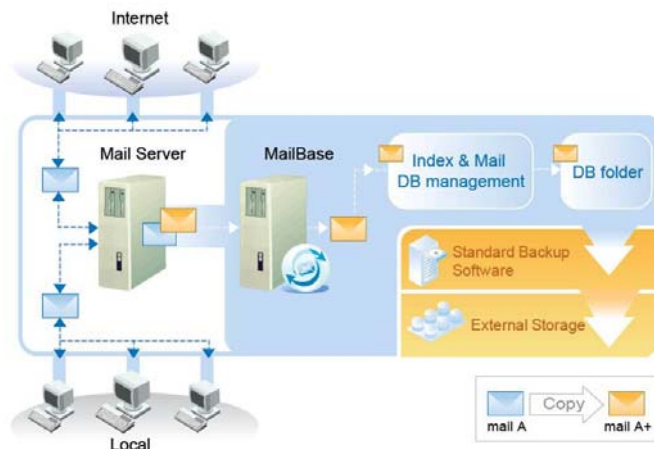 Internet
Mail Server
MailBase
Index & Mail
DB management
DB folder
Standard Backup
Software
External Storage
Copy
mail A
mail A+
Local